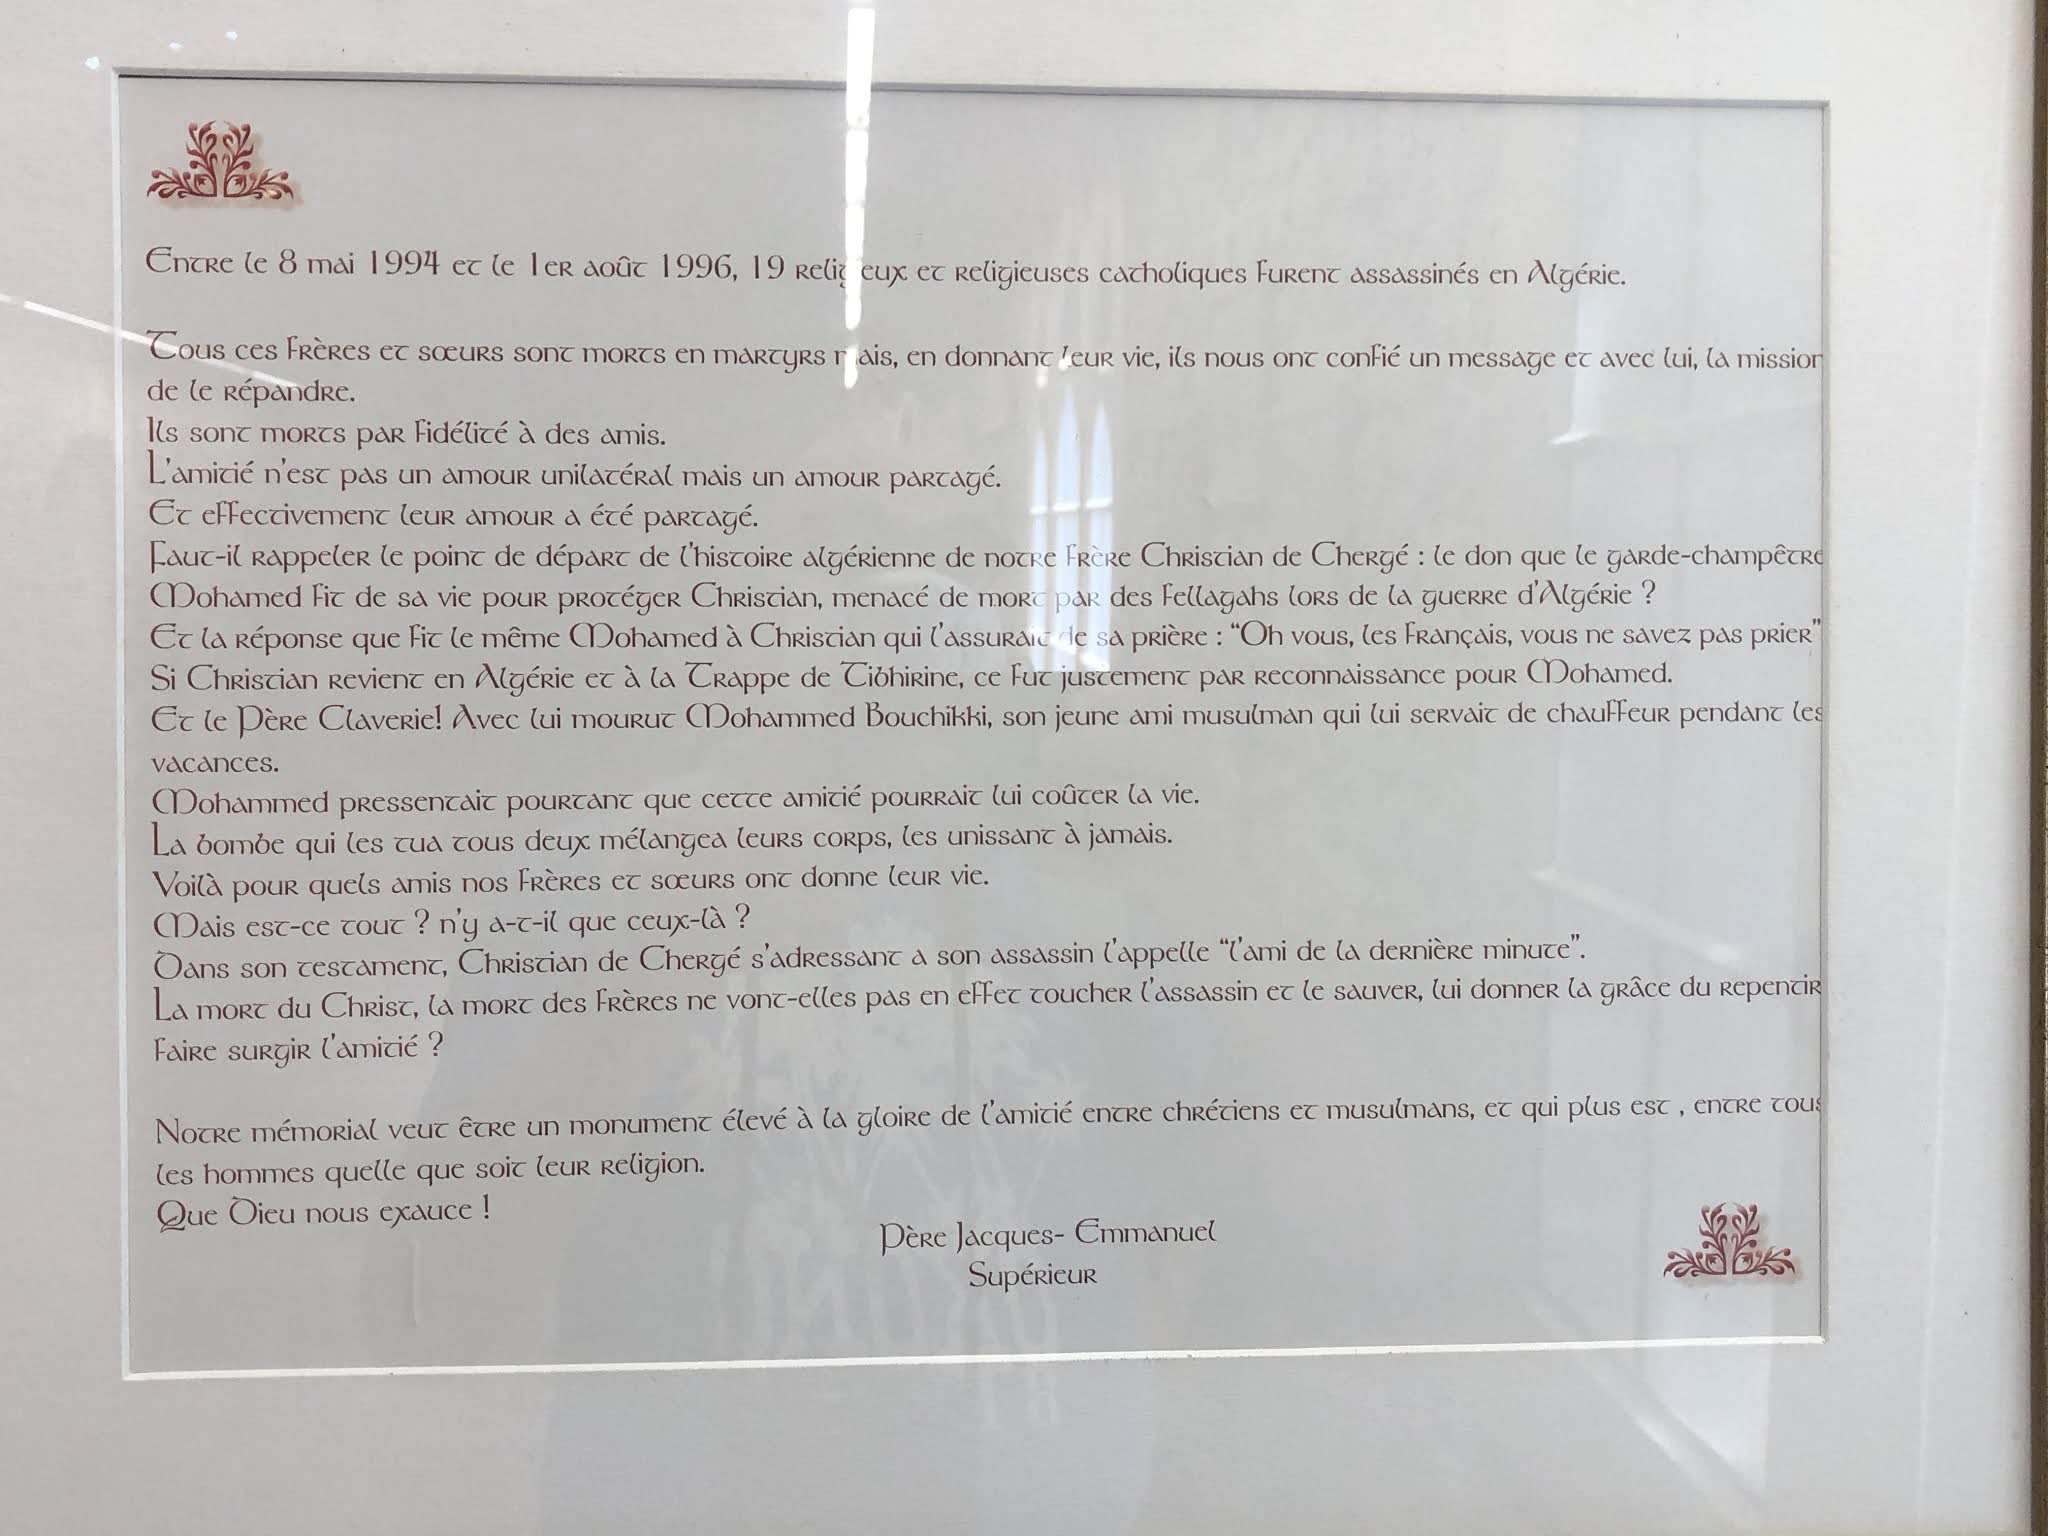 Entre le 8 mai 1994 et le 1er août 1996, 19 religieux et religieuses catholiques furent assassinés en Algérie.
Tous ces frères et sœurs sont morts en martyrs mais, en donnant leur vie, ils nous ont confié un message et avec lui, la mission
de le répandre.
Ils sont morts par fidélité à des amis.
L'amitié n'est pas un amour unilatéral mais un amour partagé.
Et effectivement leur amour a été partagé.
Faut-il rappeler le point de départ de l'histoire algérienne de notre frère Christian de Chergé : le don que le garde-champêtre
Mohamed fit de sa vie pour protéger Christian, menacé de mort par des fellagahs lors de la guerre d'Algérie ?
Et la réponse que fit le même Mohamed à Christian qui l'assurait de sa prière : "Oh vous, les Français, vous ne savez pas prier"
Si Christian revient en Algérie et à la Trappe de Tibhirine, ce fut justement par reconnaissance pour Mohamed.
Et le Père Claverie! Avec lui mourut Mohammed Bouchikki, son jeune ami musulman qui lui servait de chauffeur pendant les
vacances.
Mohammed pressentait pourtant que cette amitié pourrait lui coûter la vie.
La bombe qui les tua tous deux mélangea leurs corps, les unissant à jamais.
Voilà pour quels amis nos frères et sœurs ont donne leur vie.
Mais est-ce tout ? n'y a-t-il que ceux-là ?
Dans son testament, Christian de Chergé s'adressant a son assassin l'appelle "l'ami de la dernière minute".
La mort du Christ, la mort des frères ne vont-elles pas en effet toucher l'assassin et le sauver, lui donner la grâce du repentir
faire surgir l'amitié ?
Notre mémorial veut être un monument élevé à la gloire de l'amitié entre chrétiens et musulmans, et qui plus est , entre tous
les hommes quelle que soit leur religion.
Que Dieu nous exauce !
Père Jacques- Emmanuel
Supérieur